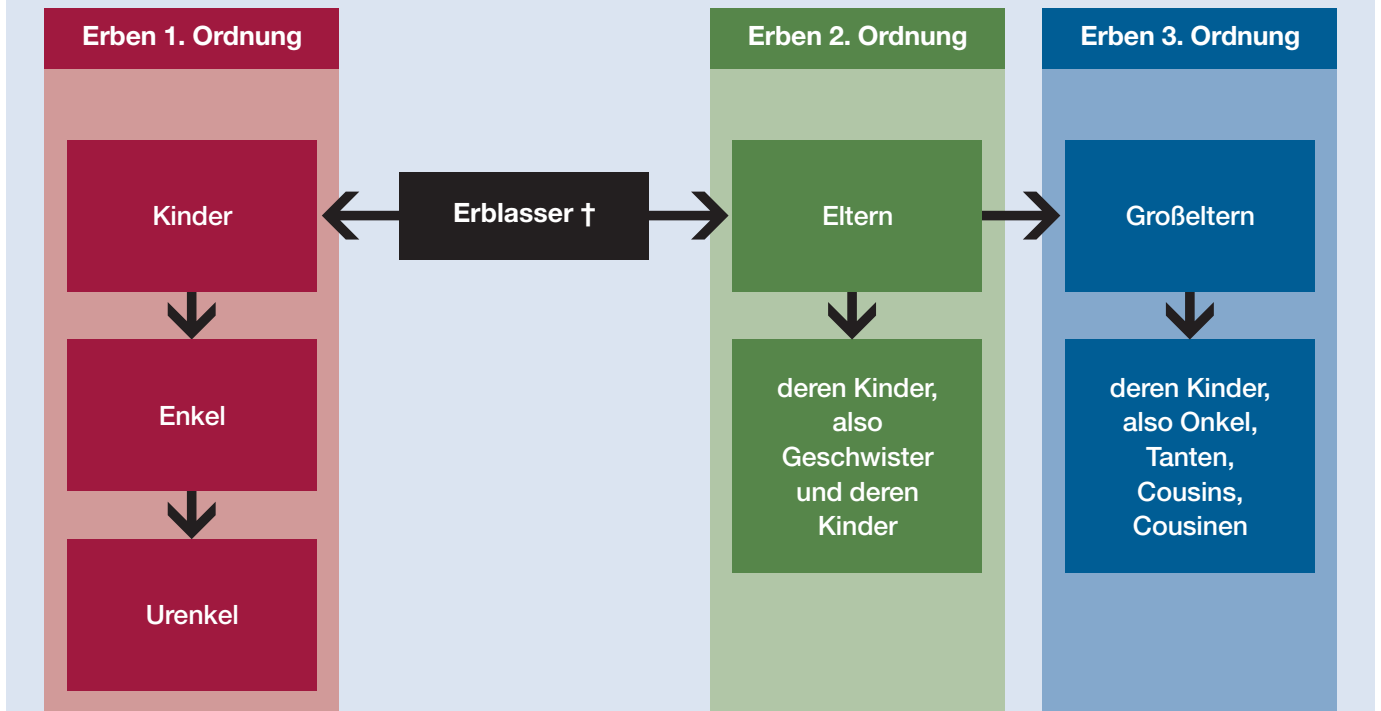 Erben 1. Ordnung
Erben 2. Ordnung
Erben 3. Ordnung
Kinder
Erblasser †
Eltern
Großeltern
Enkel
deren Kinder,
also
Geschwister
und deren
Kinder
deren Kinder,
also Onkel,
Tanten,
Cousins,
Cousinen
Urenkel